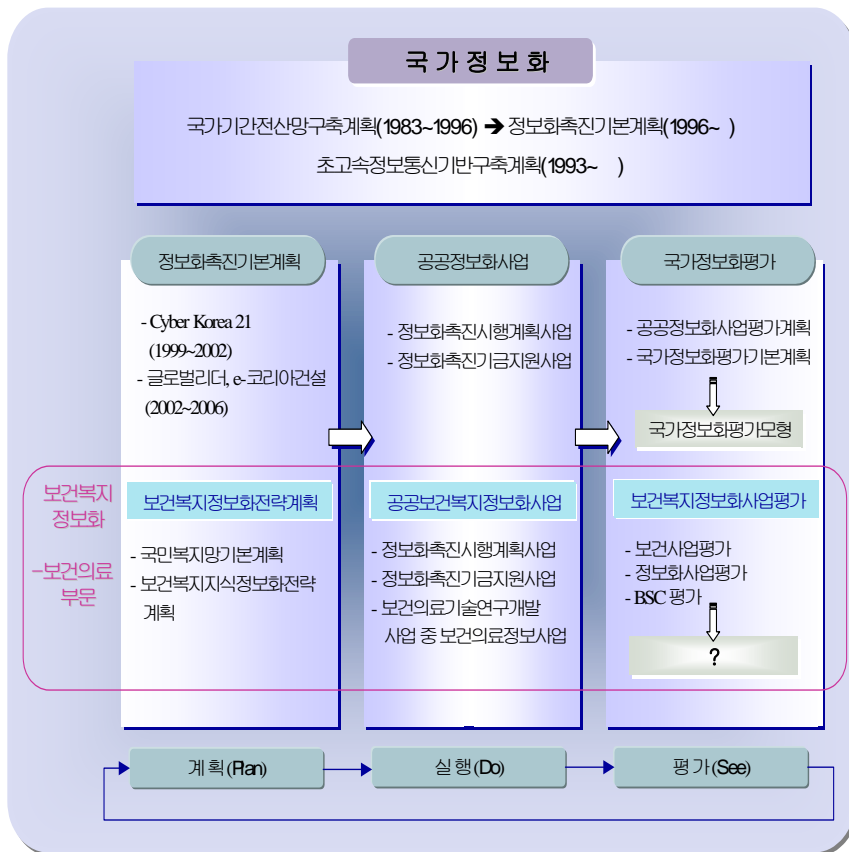 국가정보화
국가기간전산망구축계획(1983~1996) ➔ 정보화촉진기본계획(1996~ )
초고속정보통신기반구축계획(1993~ )
정보화촉진기본계획
- Cyber Korea 21
(1999~2002)
- 글로벌리더, e-코리아건설
(2002~2006)
공공정보화사업
- 정보화촉진시행계획사업
- 정보화촉진기금지원사업
국가정보화평가
- 공공정보화사업평가계획
- 국가정보화평가기본계획
국가정보화평가모형
보건복지
정보화
-보건의료
부문
보건복지정보화전략계획
- 국민복지망기본계획
- 보건복지지식정보화전략
계획
공공보건복지정보화사업
- 정보화촉진시행계획사업
- 정보화촉진기금지원사업
- 보건의료기술연구개발
사업 중 보건의료정보사업
보건복지정보화사업평가
- 보건사업평가
- 정보화사업평가
- BSC 평가
?
계획(Plan)
실행(Do)
평가(See)